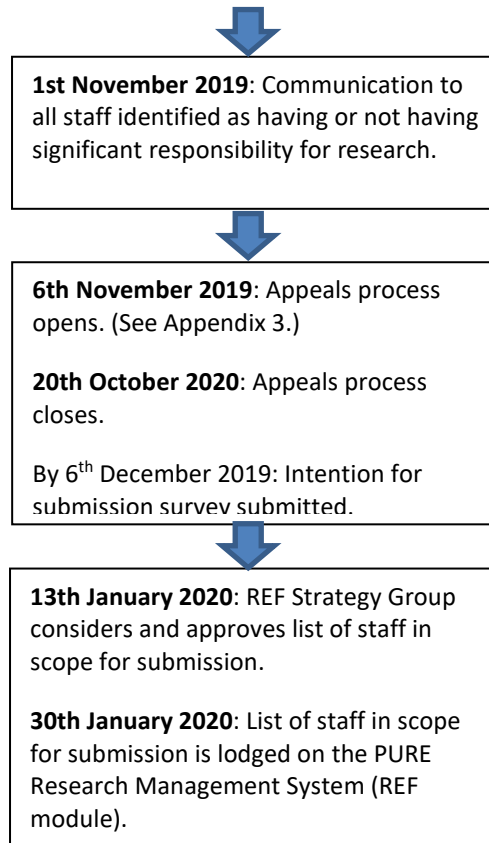 1st November 2019: Communication to
all staff identified as having or not having
significant responsibility for research.
6th November 2019: Appeals process
opens. (See Appendix 3.)
20th October 2020: Appeals process
closes.
By 6th December 2019: Intention for
submission survey submitted.
13th January 2020: REF Strategy Group
considers and approves list of staff in
scope for submission.
30th January 2020: List of staff in scope
for submission is lodged on the PURE
Research Management System (REF
module).